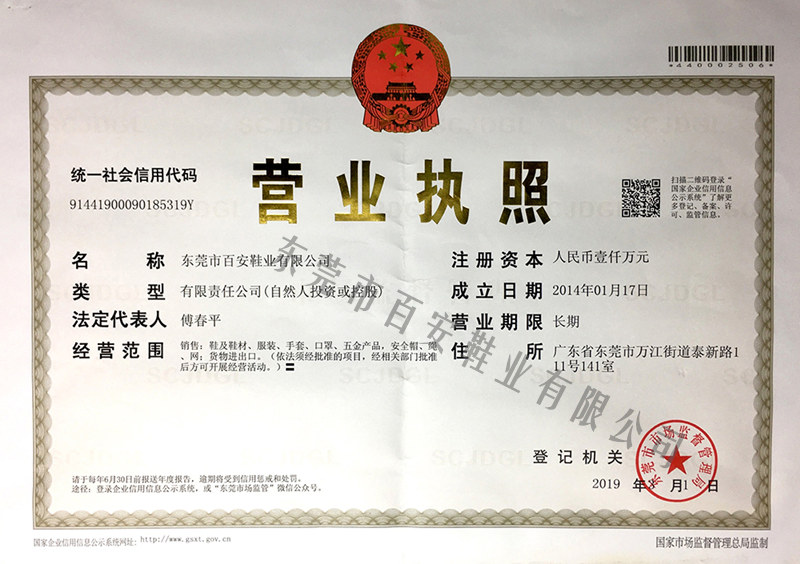 *440002506*
统一社会信用代码
91441900090185319Y
营业执照
扫描二维码登录“
国家企业信用信息
公示系统”了解更
多登记、备案、许
可、监管信息。
名 称 东莞市百安鞋业有限公司
类 型 有限责任公司(自然人投资或控股)
法定代表人 傅春平
经营范围 销售：鞋及鞋材、服装、手套、口罩、五金产品，安全帽、绳
、网；货物进出口。（依法须经批准的项目，经相关部门批准
后方可开展经营活动。）
注册资本 人民币壹仟万元
成立日期 2014年01月17日
营业期限 长期
住 所 广东省东莞市万江街道泰新路1
11号141室
东莞市百安鞋业有限公司
登记机关
东莞市市场监督管理局
2019 年 月 1 日
请于每年6月30日前报送年度报告，逾期将受到信用惩戒和处罚。
途径：登录企业信用信息公示系统，或“东莞市场监管”微信公众号。
国家企业信用信息公示系统网址：http://www.gsxt.gov.cn
国家市场监督管理总局监制